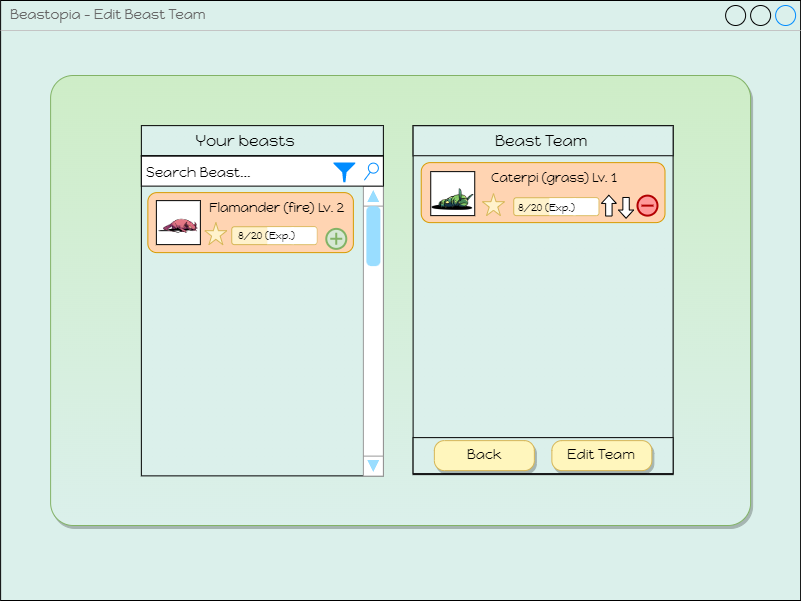 Beastopia - Edit Beast Team
Your beasts
Search Beast...
Flamander (fire) Lv. 2
8/20 (Exp.)
Beast Team
Caterpi (grass) Lv. 1
8/20 (Exp.)
Back
Edit Team